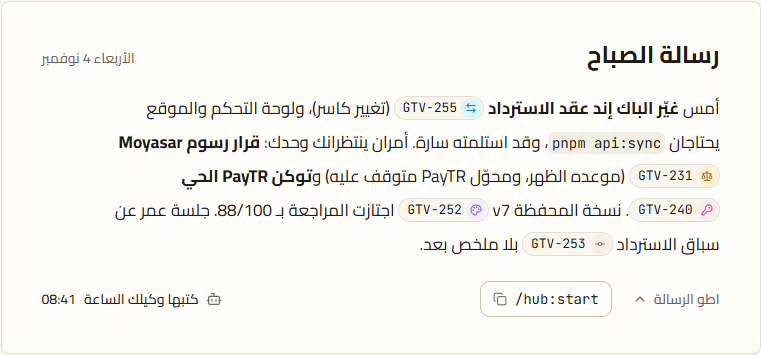 رسالة الصباح
الأربعاء 4 نوفمبر
أمس غيّر الباك إند عقد الاسترداد GTV-255 (تغيير كاسر)، ولوحة التحكم والموقع
يحتاجان pnpm api:sync، وقد استلمته سارة. أمران ينتظرانك وحدك: قرار رسوم Moyasar
GTV-231 (موعده الظهر، ومحوّل PayTR متوقف عليه) وتوكن PayTR الحي
GTV-240. نسخة المحفظة v7 GTV-252 اجتازت المراجعة بـ 88/100. جلسة عمر عن
سباق الاسترداد GTV-253 بلا ملخص بعد.
اطوِ الرسالة
/hub:start
كتبها وكيلك الساعة 08:41